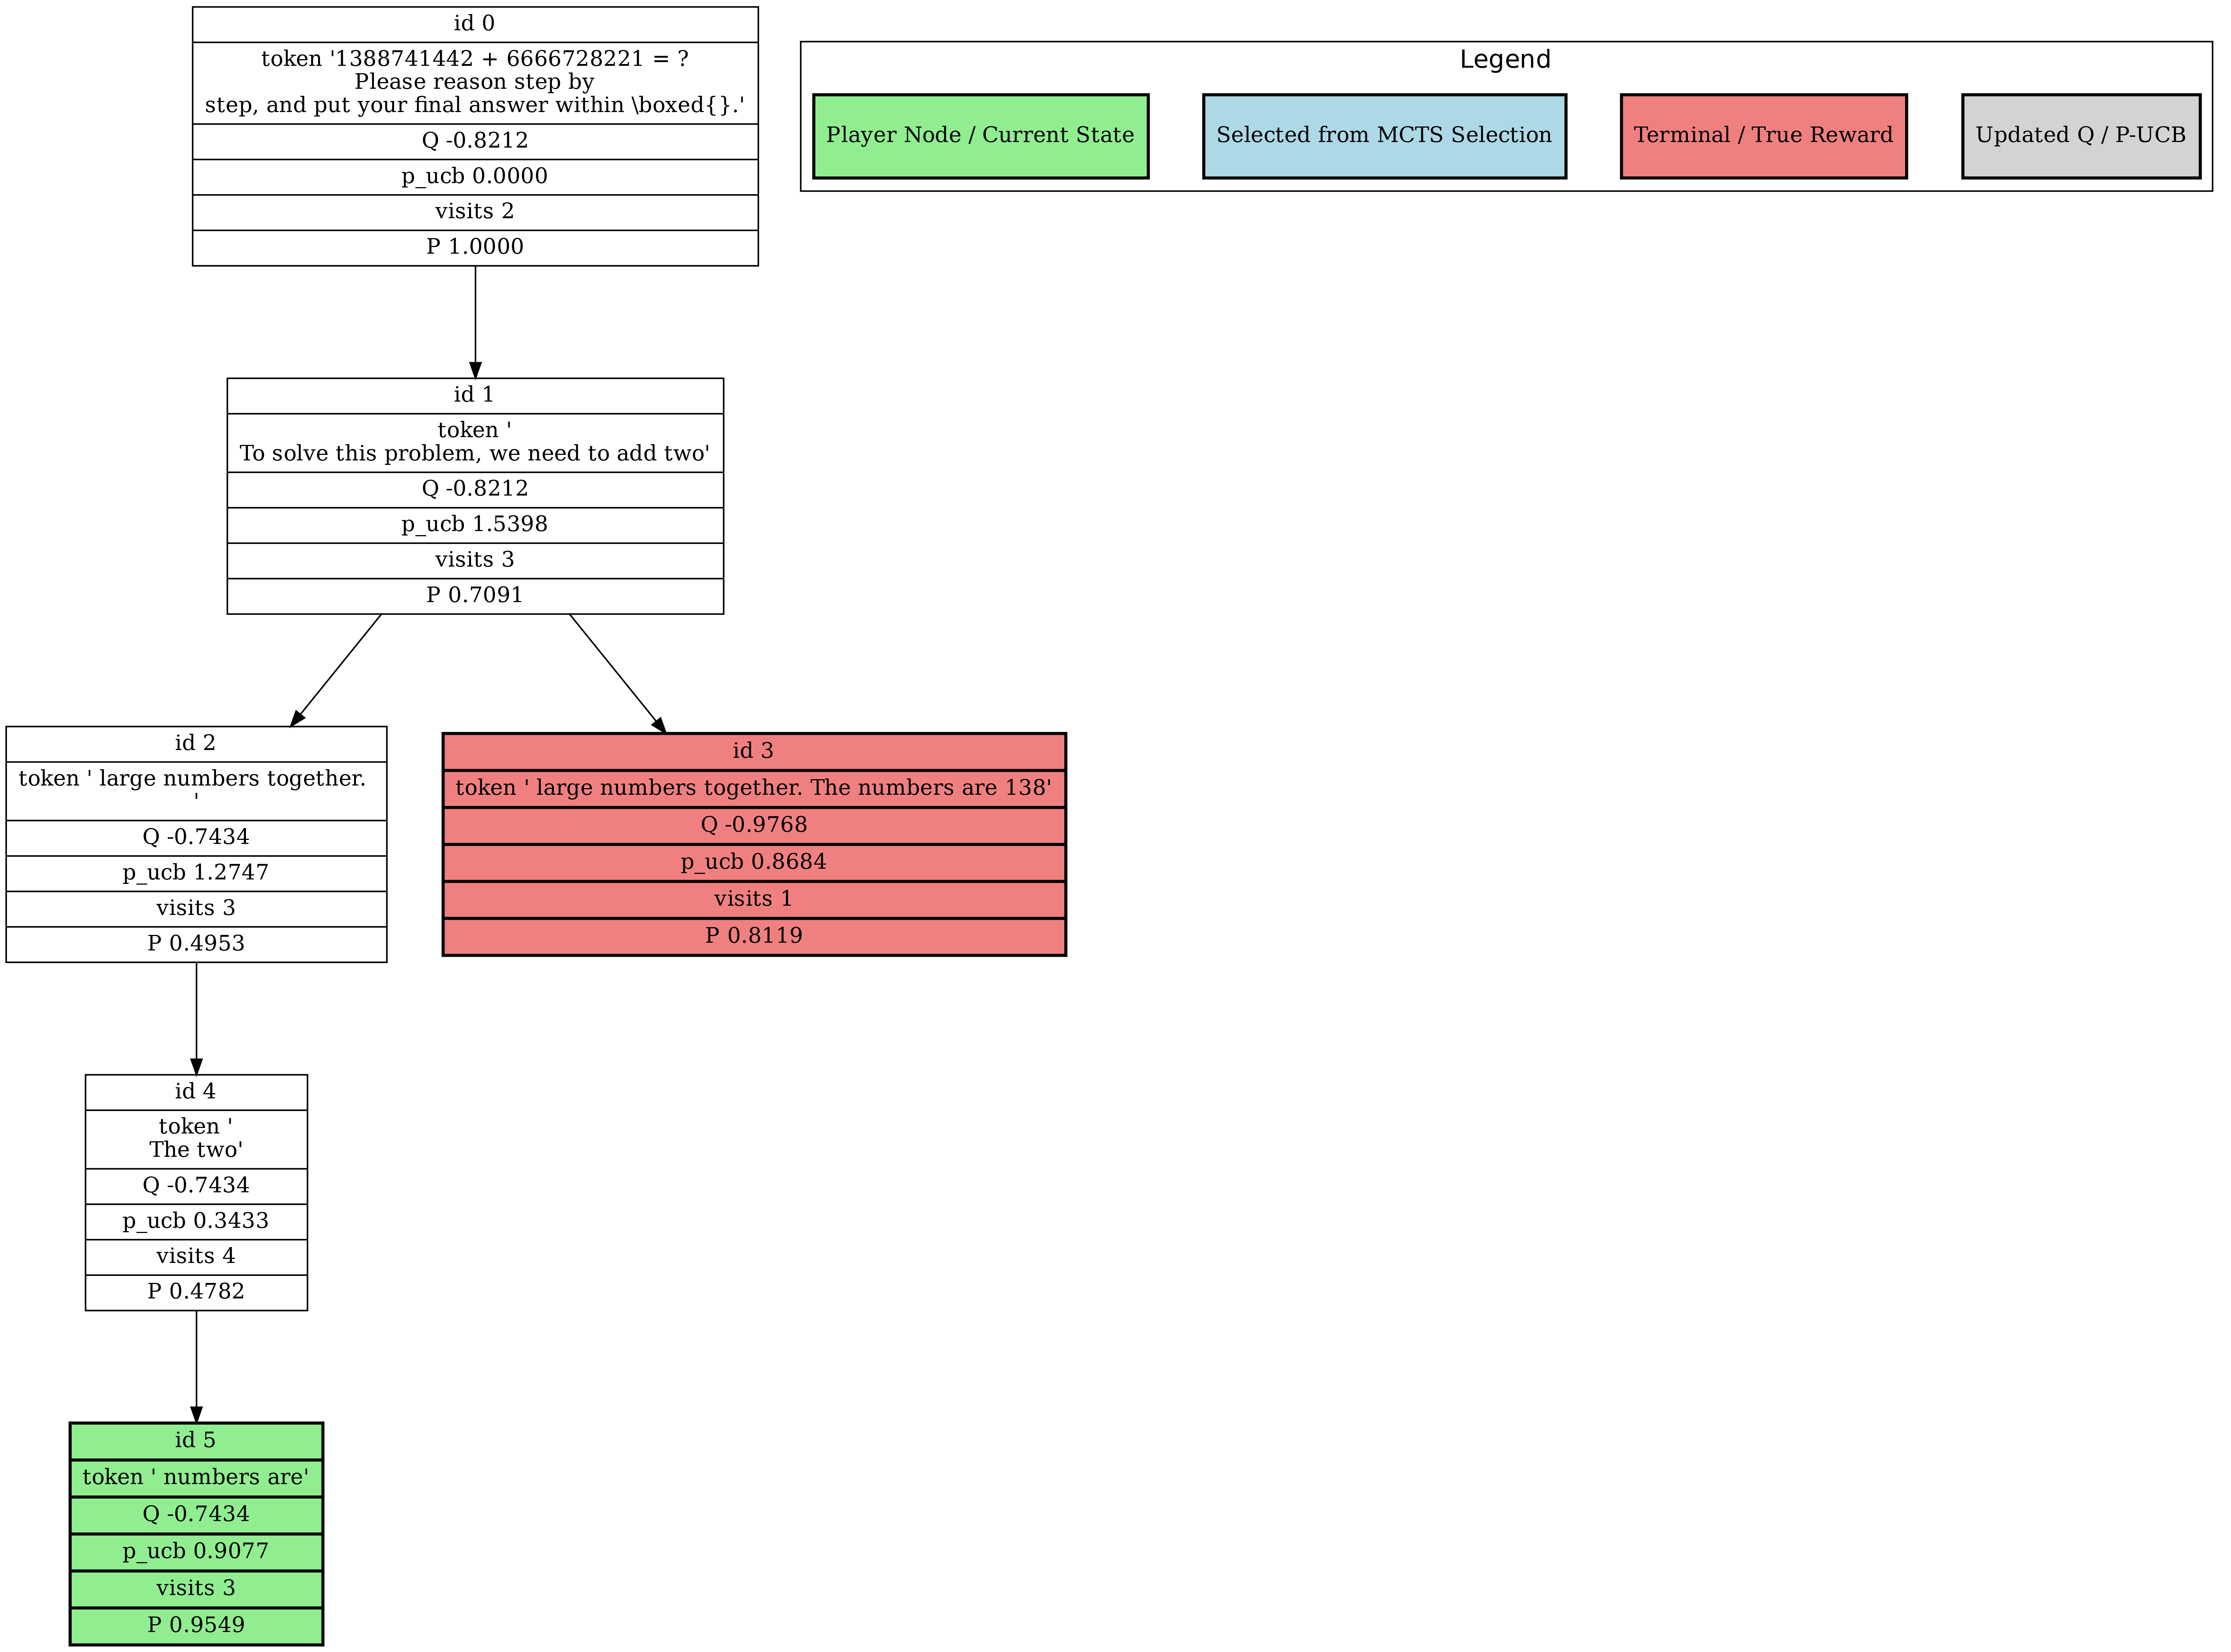 id 0
token '1388741442 + 6666728221 = ?
Please reason step by
step, and put your final answer within \boxed{}.'
Q -0.8212
p_ucb 0.0000
visits 2
P 1.0000
Legend
Player Node / Current State
Selected from MCTS Selection
Terminal / True Reward
Updated Q / P-UCB
id 1
token '
To solve this problem, we need to add two'
Q -0.8212
p_ucb 1.5398
visits 3
P 0.7091
id 2
token ' large numbers together.
'
Q -0.7434
p_ucb 1.2747
visits 3
P 0.4953
id 3
token ' large numbers together. The numbers are 138'
Q -0.9768
p_ucb 0.8684
visits 1
P 0.8119
id 4
token '
The two'
Q -0.7434
p_ucb 0.3433
visits 4
P 0.4782
id 5
token ' numbers are'
Q -0.7434
p_ucb 0.9077
visits 3
P 0.9549